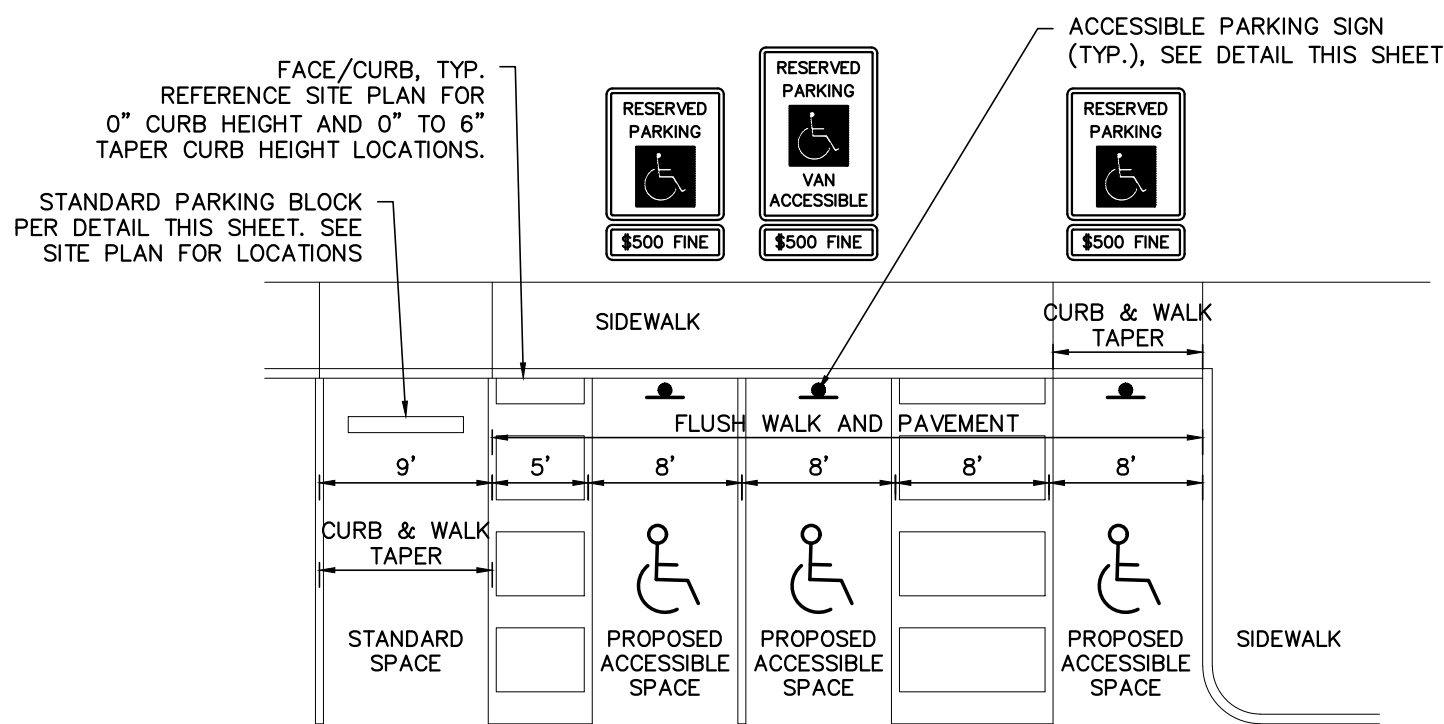 ACCESSIBLE PARKING SIGN
(TYP.), SEE DETAIL THIS SHEET
FACE/CURB, TYP.
REFERENCE SITE PLAN FOR
0" CURB HEIGHT AND 0" TO 6"
TAPER CURB HEIGHT LOCATIONS.
STANDARD PARKING BLOCK
PER DETAIL THIS SHEET. SEE
SITE PLAN FOR LOCATIONS
RESERVED
PARKING
$500 FINE
RESERVED
PARKING
VAN
ACCESSIBLE
$500 FINE
RESERVED
PARKING
$500 FINE
SIDEWALK
CURB & WALK
TAPER
FLUSH WALK AND PAVEMENT
9'
5'
8'
8'
8'
8'
CURB & WALK
TAPER
STANDARD
SPACE
PROPOSED
ACCESSIBLE
SPACE
PROPOSED
ACCESSIBLE
SPACE
PROPOSED
ACCESSIBLE
SPACE
SIDEWALK